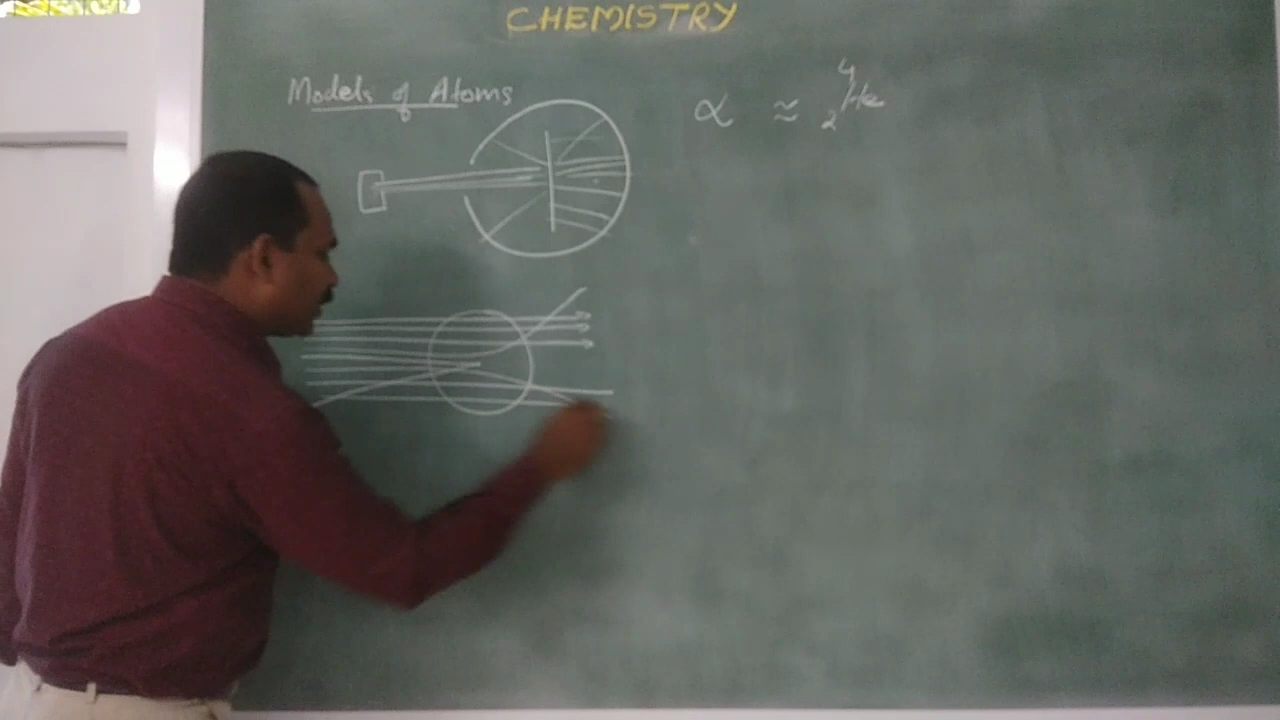 CHEMISTRY
Models of Atoms
α ≈ ⁴₂He